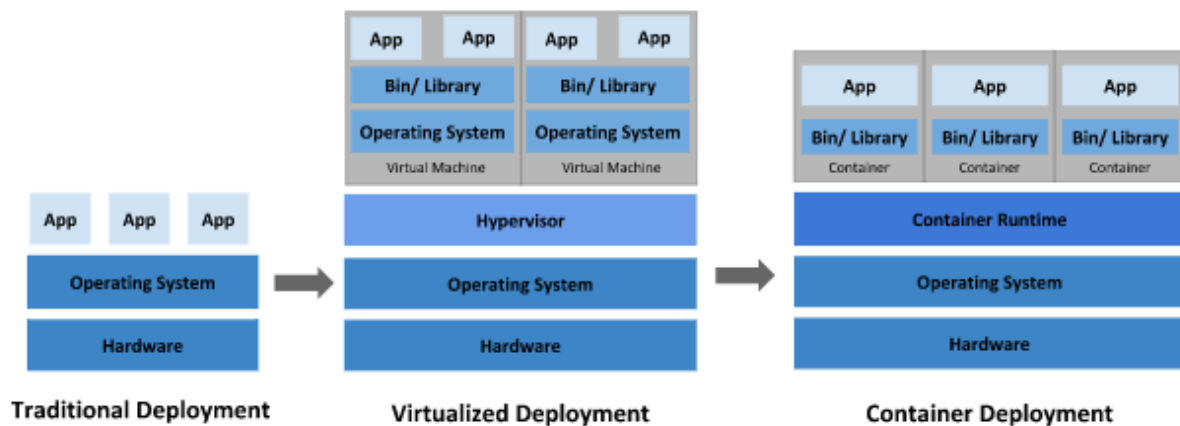 App App App
Operating System
Hardware
Traditional Deployment
App App App App
Bin/ Library Bin/ Library
Operating System Operating System
Virtual Machine Virtual Machine
Hypervisor
Operating System
Hardware
Virtualized Deployment
App App App
Bin/ Library Bin/ Library Bin/ Library
Container Container Container
Container Runtime
Operating System
Hardware
Container Deployment